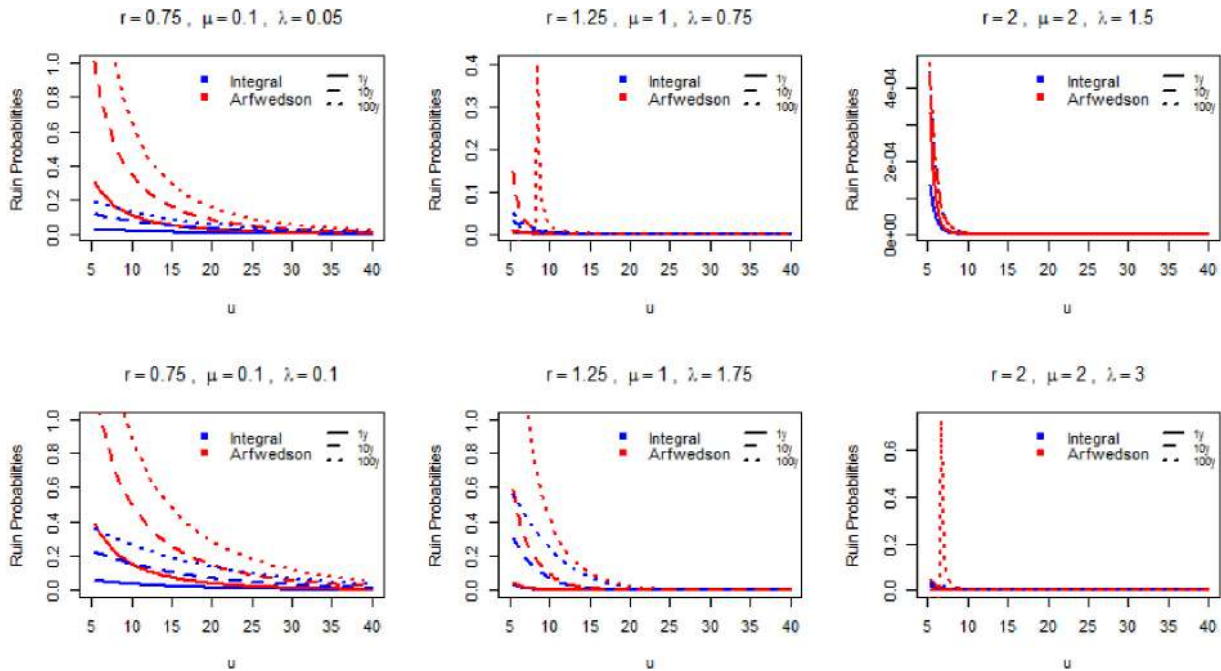 r = 0.75 , μ = 0.1 , λ = 0.05
Ruin Probabilities
1.0
0.8
0.6
0.4
0.2
0.0
Integral
Arfwedson
1y
10y
100y
5 10 15 20 25 30 35 40
u
r = 1.25 , μ = 1 , λ = 0.75
Ruin Probabilities
0.4
0.3
0.2
0.1
0.0
Integral
Arfwedson
1y
10y
100y
5 10 15 20 25 30 35 40
u
r = 2 , μ = 2 , λ = 1.5
Ruin Probabilities
4e-04
2e-04
0e+00
Integral
Arfwedson
1y
10y
100y
5 10 15 20 25 30 35 40
u
r = 0.75 , μ = 0.1 , λ = 0.1
Ruin Probabilities
1.0
0.8
0.6
0.4
0.2
0.0
Integral
Arfwedson
1y
10y
100y
5 10 15 20 25 30 35 40
u
r = 1.25 , μ = 1 , λ = 1.75
Ruin Probabilities
1.0
0.8
0.6
0.4
0.2
0.0
Integral
Arfwedson
1y
10y
100y
5 10 15 20 25 30 35 40
u
r = 2 , μ = 2 , λ = 3
Ruin Probabilities
0.6
0.4
0.2
0.0
Integral
Arfwedson
1y
10y
100y
5 10 15 20 25 30 35 40
u